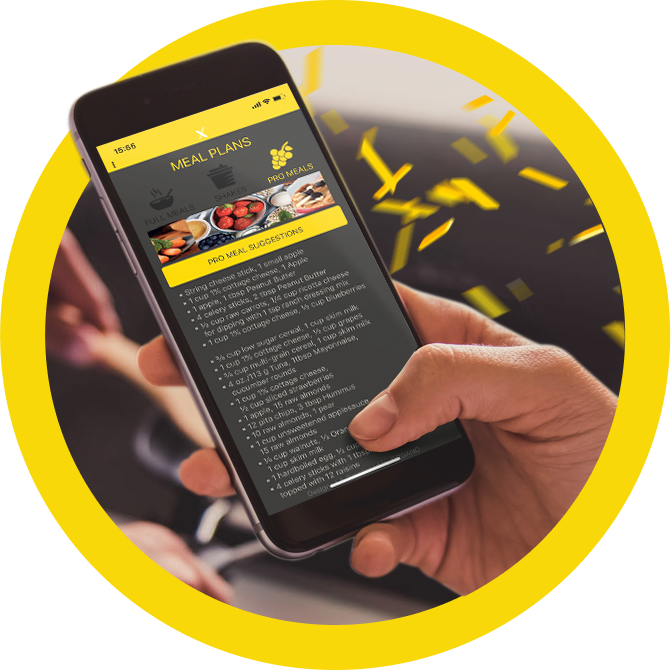 15:55
X
MEAL PLANS
FULL MEALS
SHAKES
PRO MEALS
PRO MEAL SUGGESTIONS
• String cheese stick, 1 small apple
• 1 cup 1% cottage cheese, 1 Apple
• 1 apple, 1 tbsp Peanut Butter
• 4 celery sticks, 2 tbsp Peanut Butter
• ½ cup raw carrots, 1/4 cup ricotta cheese
for dipping with 1 tsp ranch dressing mix
• 1 cup 1% cottage cheese, ½ cup blueberries
• ¾ cup low sugar cereal, 1 cup skim milk
• 1 cup 1% cottage cheese, ½ cup grapes
• ¾ cup multi-grain cereal, 1 cup skim milk
• 4 oz./113 g Tuna, 1tbsp Mayonnaise,
cucumber rounds
• 1 cup 1% cottage cheese,
½ cup sliced strawberries
• 1 apple, 15 raw almonds
• 12 pita chips, 3 tbsp Hummus
• 10 raw almonds, 1 pear
• 1 cup unsweetened applesauce
15 raw almonds
• ¼ cup walnuts, ½
1 cup skim milk
• 1 hardboiled egg, ½ cup
• 4 celery sticks with 1 tbs
topped with 12 raisins